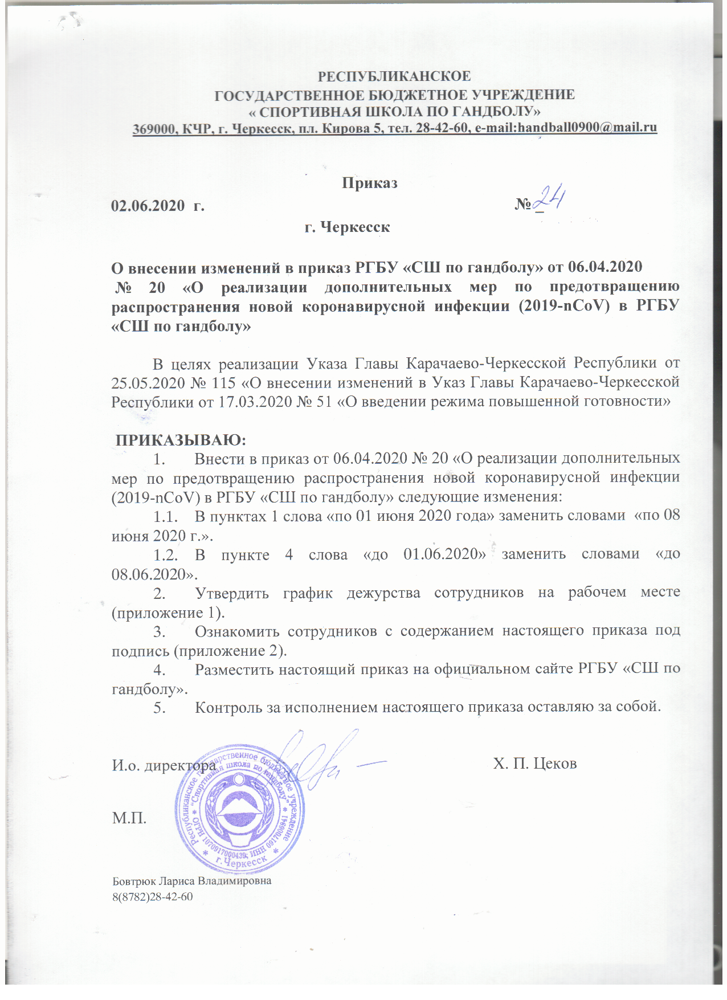 РЕСПУБЛИКАНСКОЕ
ГОСУДАРСТВЕННОЕ БЮДЖЕТНОЕ УЧРЕЖДЕНИЕ
« СПОРТИВНАЯ ШКОЛА ПО ГАНДБОЛУ»
369000, КЧР, г. Черкесск, пл. Кирова 5, тел. 28-42-60, e-mail:handball0900@mail.ru
Приказ
02.06.2020 г. № 24
г. Черкесск
О внесении изменений в приказ РГБУ «СШ по гандболу» от 06.04.2020
№ 20 «О реализации дополнительных мер по предотвращению
распространения новой коронавирусной инфекции (2019-nCoV) в РГБУ
«СШ по гандболу»
В целях реализации Указа Главы Карачаево-Черкесской Республики от
25.05.2020 № 115 «О внесении изменений в Указ Главы Карачаево-Черкесской
Республики от 17.03.2020 № 51 «О введении режима повышенной готовности»
ПРИКАЗЫВАЮ:
1. Внести в приказ от 06.04.2020 № 20 «О реализации дополнительных
мер по предотвращению распространения новой коронавирусной инфекции
(2019-nCoV) в РГБУ «СШ по гандболу» следующие изменения:
1.1. В пунктах 1 слова «по 01 июня 2020 года» заменить словами «по 08
июня 2020 г.».
1.2. В пункте 4 слова «до 01.06.2020» заменить словами «до
08.06.2020».
2. Утвердить график дежурства сотрудников на рабочем месте
(приложение 1).
3. Ознакомить сотрудников с содержанием настоящего приказа под
подпись (приложение 2).
4. Разместить настоящий приказ на официальном сайте РГБУ «СШ по
гандболу».
5. Контроль за исполнением настоящего приказа оставляю за собой.
И.о. директора Х. П. Цеков
М.П.
Республиканское государственное бюджетное учреждение
"Спортивная школа по гандболу"
ОГРН 1070917000439; ИНН 0917006941
г.Черкесск
Бовтрюк Лариса Владимировна
8(8782)28-42-60